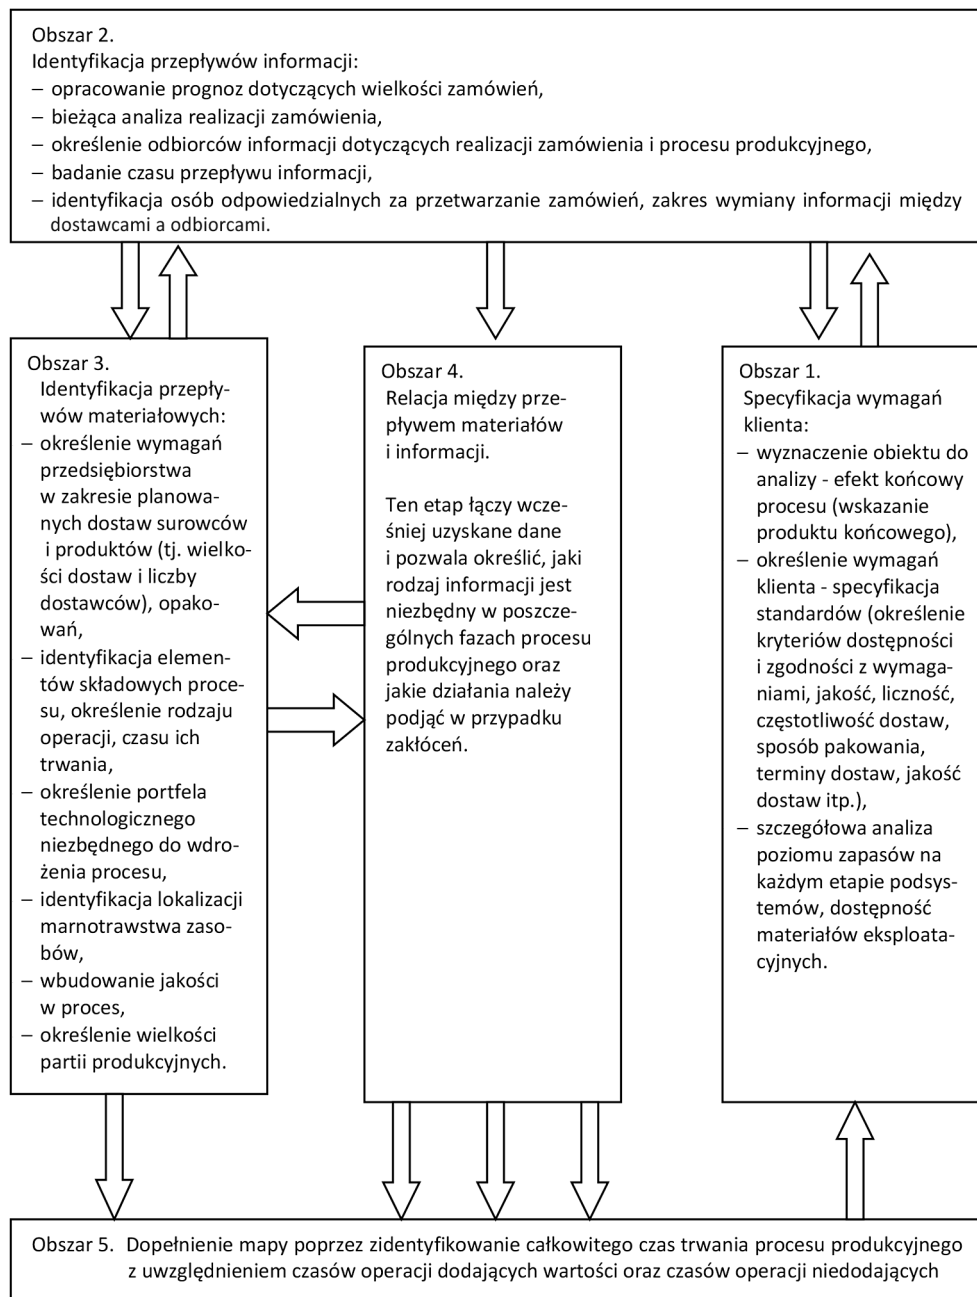 Obszar 2.
Identyfikacja przepływów informacji:
– opracowanie prognoz dotyczących wielkości zamówień,
– bieżąca analiza realizacji zamówienia,
– określenie odbiorców informacji dotyczących realizacji zamówienia i procesu produkcyjnego,
– badanie czasu przepływu informacji,
– identyfikacja osób odpowiedzialnych za przetwarzanie zamówień, zakres wymiany informacji między
dostawcami a odbiorcami.
Obszar 3.
Identyfikacja przepły-
wów materiałowych:
– określenie wymagań
przedsiębiorstwa
w zakresie planowa-
nych dostaw surowców
i produktów (tj. wielko-
ści dostaw i liczby
dostawców), opako-
wań,
– identyfikacja elemen-
tów składowych proce-
su, określenie rodzaju
operacji, czasu ich
trwania,
– określenie portfela
technologicznego
niezbędnego do wdro-
żenia procesu,
– identyfikacja lokalizacji
marnotrawstwa zaso-
bów,
– wbudowanie jakości
w proces,
– określenie wielkości
partii produkcyjnych.
Obszar 4.
Relacja między prze-
pływem materiałów
i informacji.
Ten etap łączy wcze-
śniej uzyskane dane
i pozwala określić, jaki
rodzaj informacji jest
niezbędny w poszcze-
gólnych fazach procesu
produkcyjnego oraz
jakie działania należy
podjąć w przypadku
zakłóceń.
Obszar 1.
Specyfikacja wymagań
klienta:
– wyznaczenie obiektu do
analizy - efekt końcowy
procesu (wskazanie
produktu końcowego),
– określenie wymagań
klienta - specyfikacja
standardów (określenie
kryteriów dostępności
i zgodności z wymaga-
niami, jakość, liczność,
częstotliwość dostaw,
sposób pakowania,
terminy dostaw, jakość
dostaw itp.),
– szczegółowa analiza
poziomu zapasów na
każdym etapie podsys-
temów, dostępność
materiałów eksploata-
cyjnych.
Obszar 5. Dopełnienie mapy poprzez zidentyfikowanie całkowitego czas trwania procesu produkcyjnego
z uwzględnieniem czasów operacji dodających wartości oraz czasów operacji niedodających